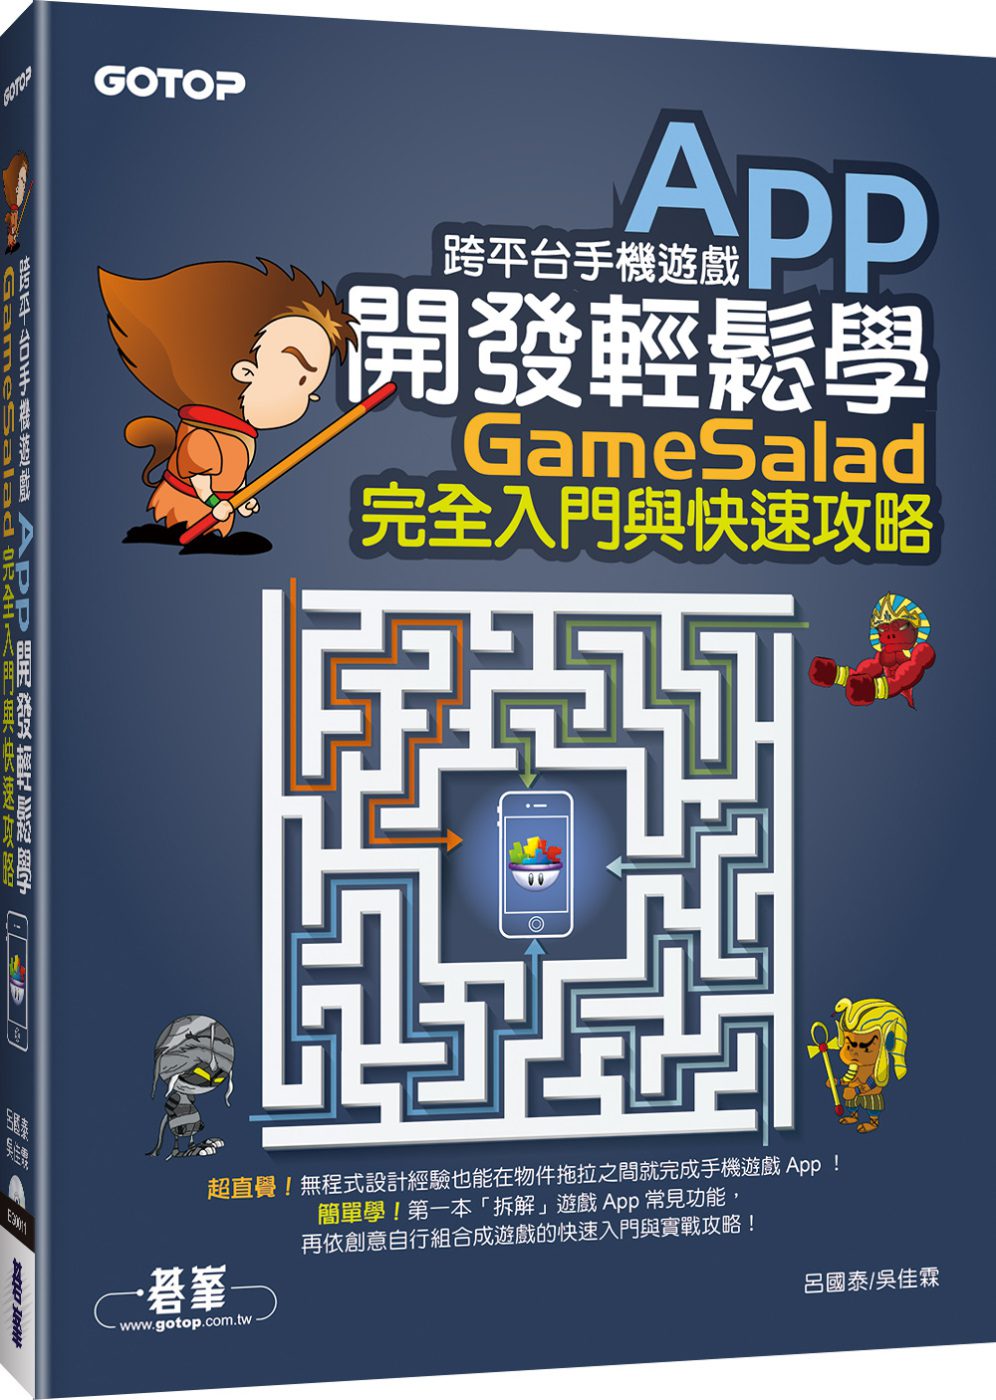 GOTOP
App
跨平台手機遊戲
開發輕鬆學
GameSalad
完全入門與快速攻略
超直覺！無程式設計經驗也能在物件拖拉之間就完成手機遊戲 App ！
簡單學！第一本「拆解」遊戲 App 常見功能，
再依創意自行組合成遊戲的快速入門與實戰攻略！
碁峯
www.gotop.com.tw
呂國泰/吳佳霖
GOTOP
跨平台手機遊戲 App 開發輕鬆學
GameSalad 完全入門與快速攻略
呂國泰
吳佳霖
碁峯